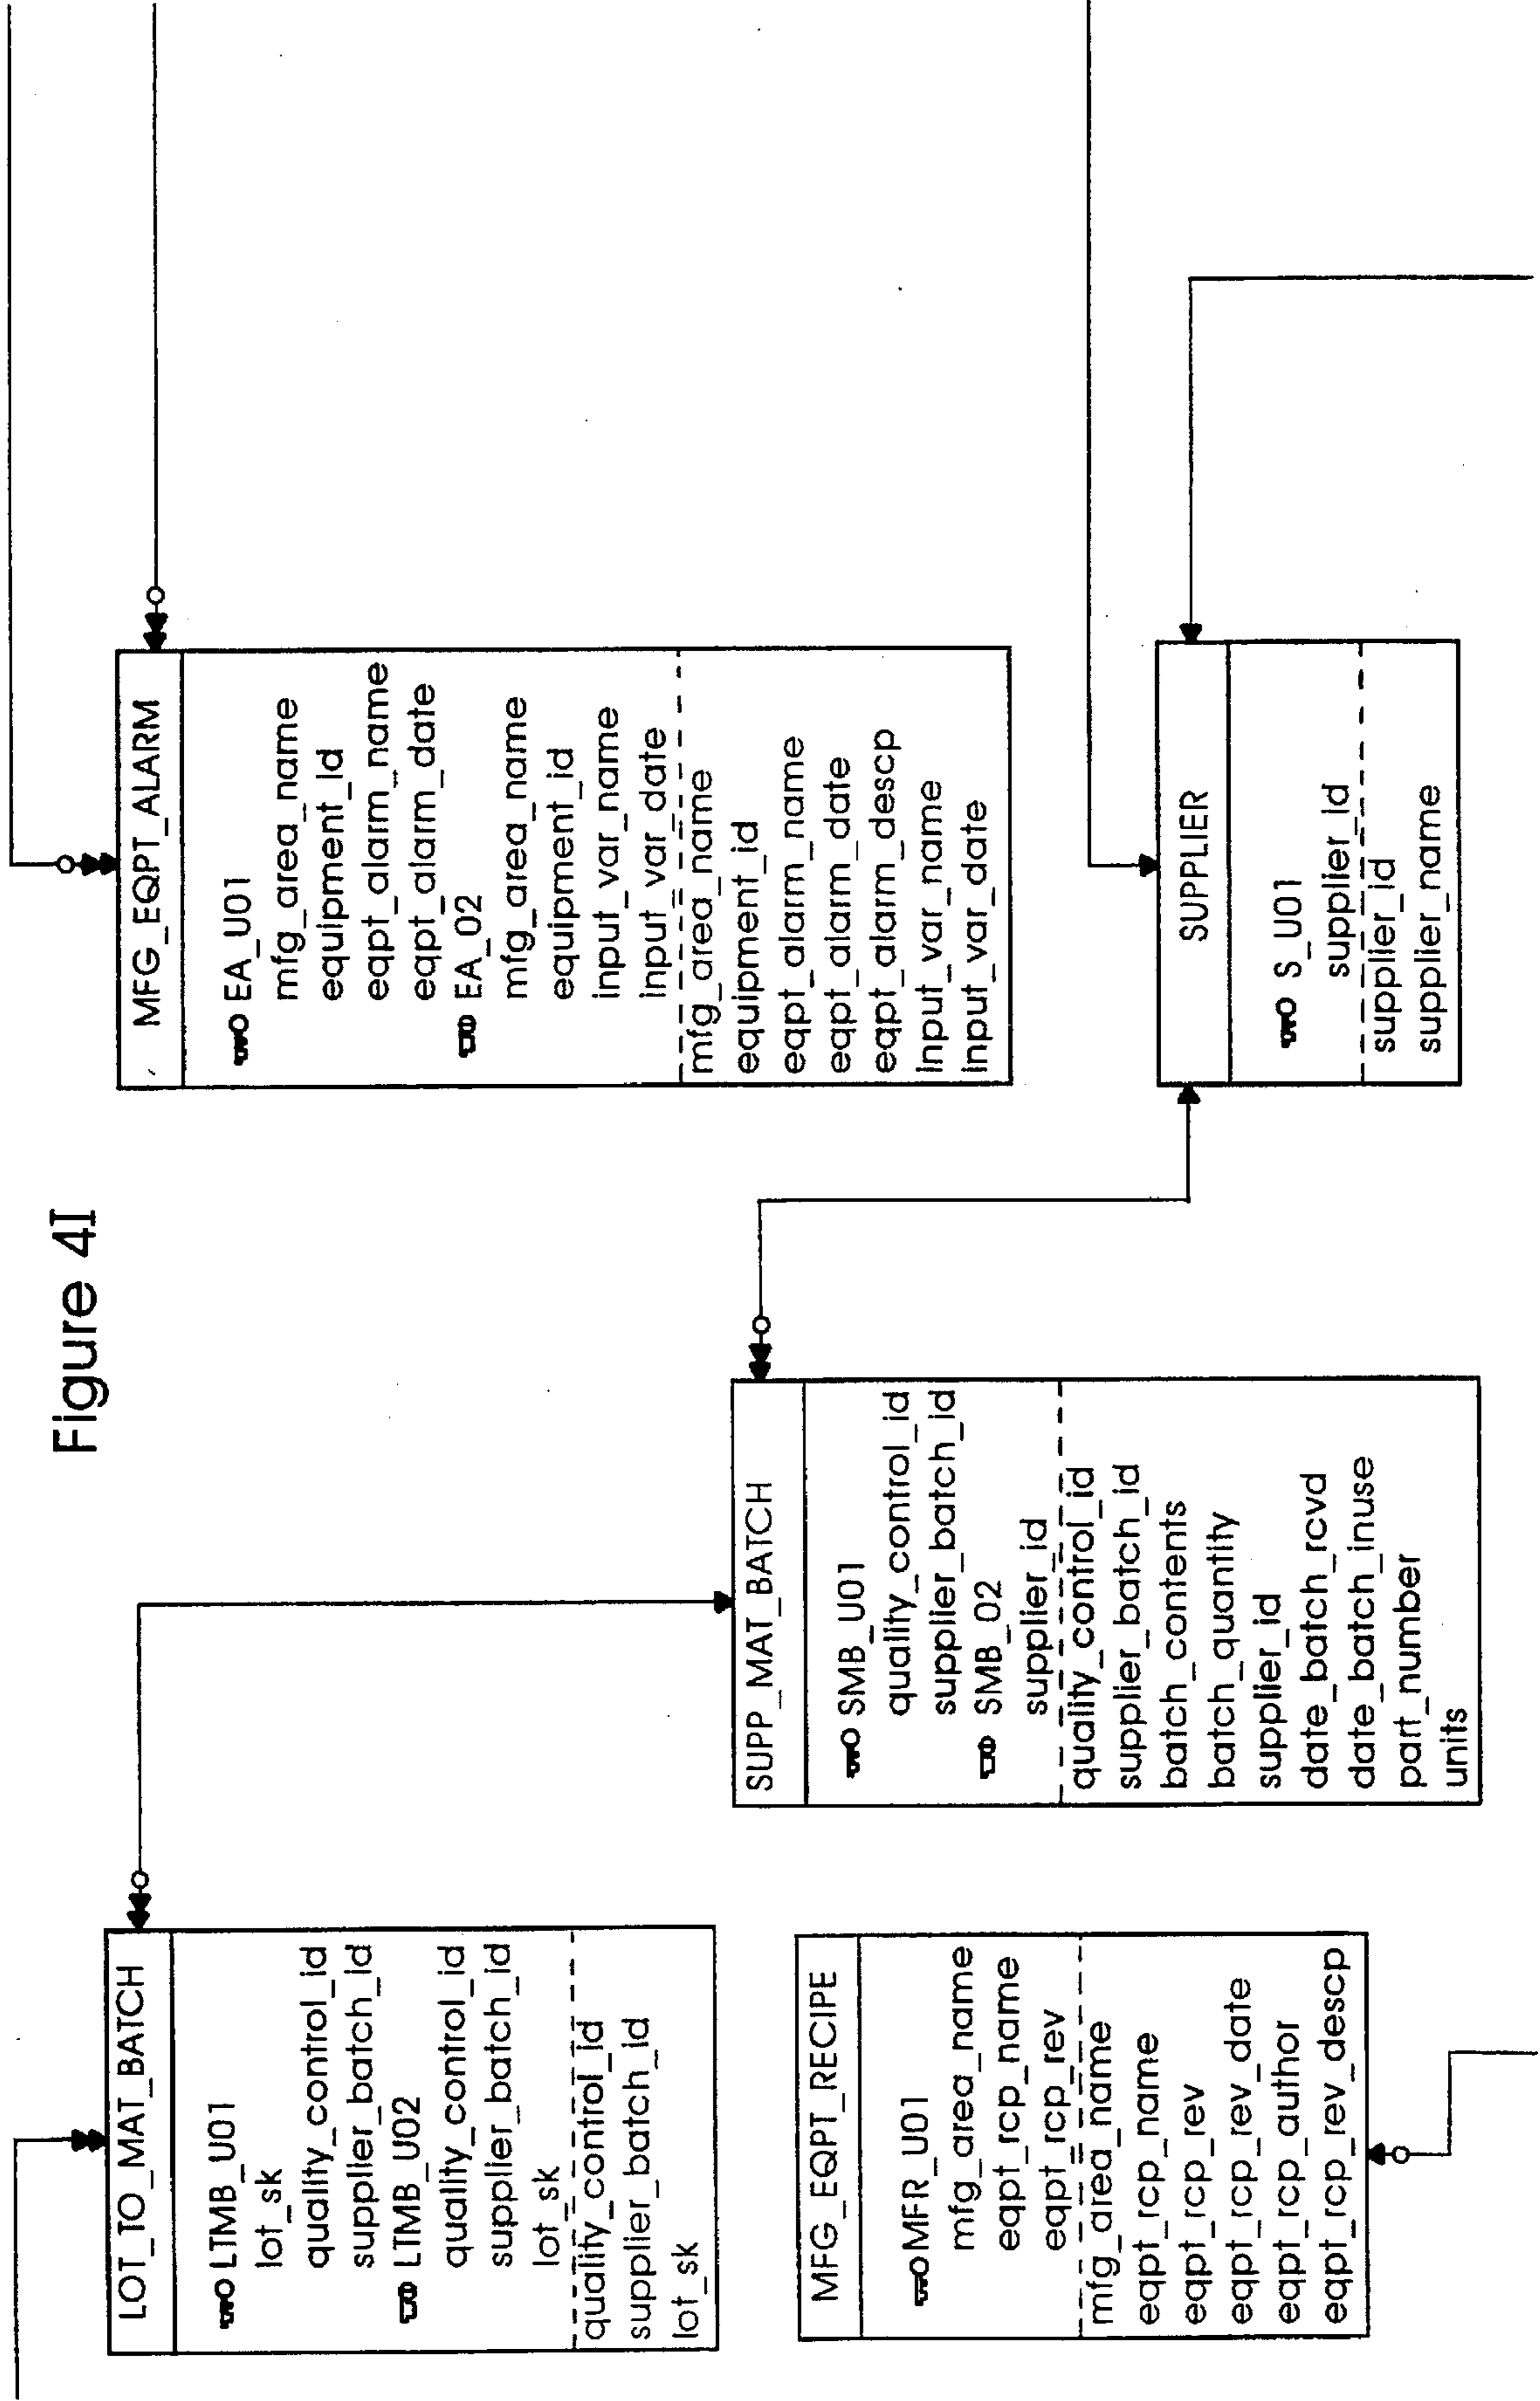 Figure 4I
LOT_TO_MAT_BATCH
LTMB_U01
lot_sk
quality_control_id
supplier_batch_id
LTMB_U02
quality_control_id
supplier_batch_id
lot_sk
quality_control_id
supplier_batch_id
lot_sk
MFG_EQPT_RECIPE
MFR_U01
mfg_area_name
eqpt_rcp_name
eqpt_rcp_rev
mfg_area_name
eqpt_rcp_name
eqpt_rcp_rev
eqpt_rcp_rev_date
eqpt_rcp_author
eqpt_rcp_rev_descp
SUPP_MAT_BATCH
SMB_U01
quality_control_id
supplier_batch_id
SMB_02
supplier_id
quality_control_id
supplier_batch_id
batch_contents
batch_quantity
supplier_id
date_batch_rcvd
date_batch_inuse
part_number
units
MFG_EQPT_ALARM
EA_U01
mfg_area_name
equipment_id
eqpt_alarm_name
eqpt_alarm_date
EA_02
mfg_area_name
equipment_id
input_var_name
input_var_date
mfg_area_name
equipment_id
eqpt_alarm_name
eqpt_alarm_date
eqpt_alarm_descp
input_var_name
input_var_date
SUPPLIER
S_U01
supplier_id
supplier_id
supplier_name